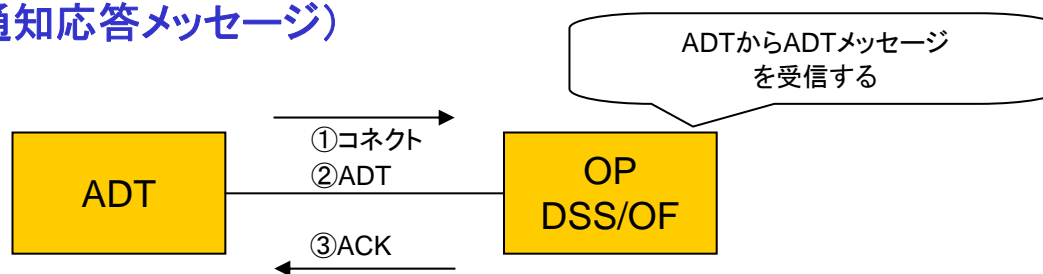 通知応答メッセージ）
ADTからADTメッセージ
を受信する
①コネクト
②ADT
ADT
OP
DSS/OF
③ACK